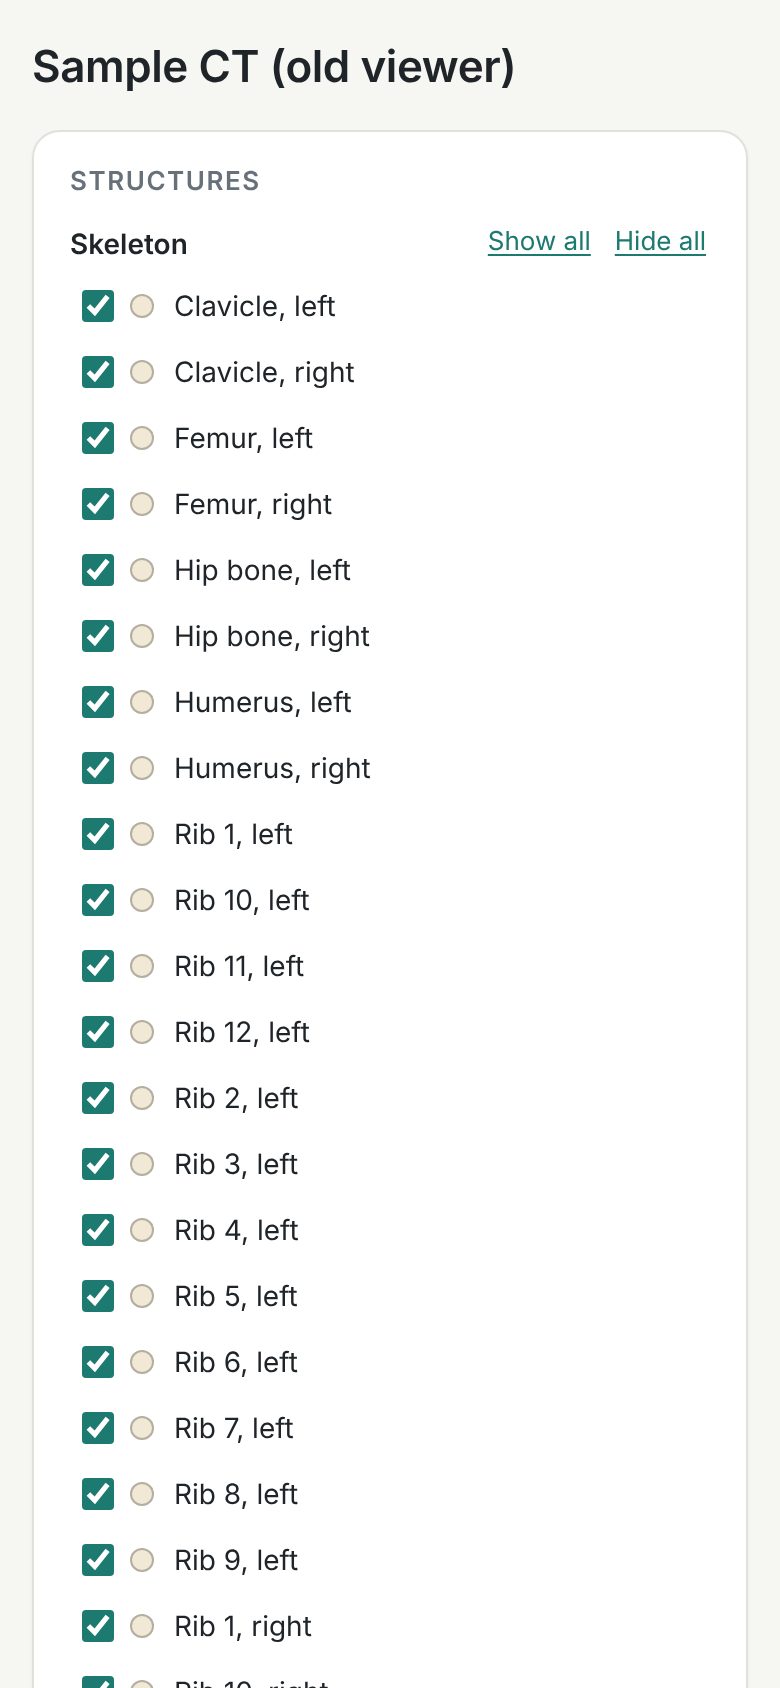 Sample CT (old viewer)
STRUCTURES
Skeleton Show all Hide all
Clavicle, left
Clavicle, right
Femur, left
Femur, right
Hip bone, left
Hip bone, right
Humerus, left
Humerus, right
Rib 1, left
Rib 10, left
Rib 11, left
Rib 12, left
Rib 2, left
Rib 3, left
Rib 4, left
Rib 5, left
Rib 6, left
Rib 7, left
Rib 8, left
Rib 9, left
Rib 1, right
Rib 10, right